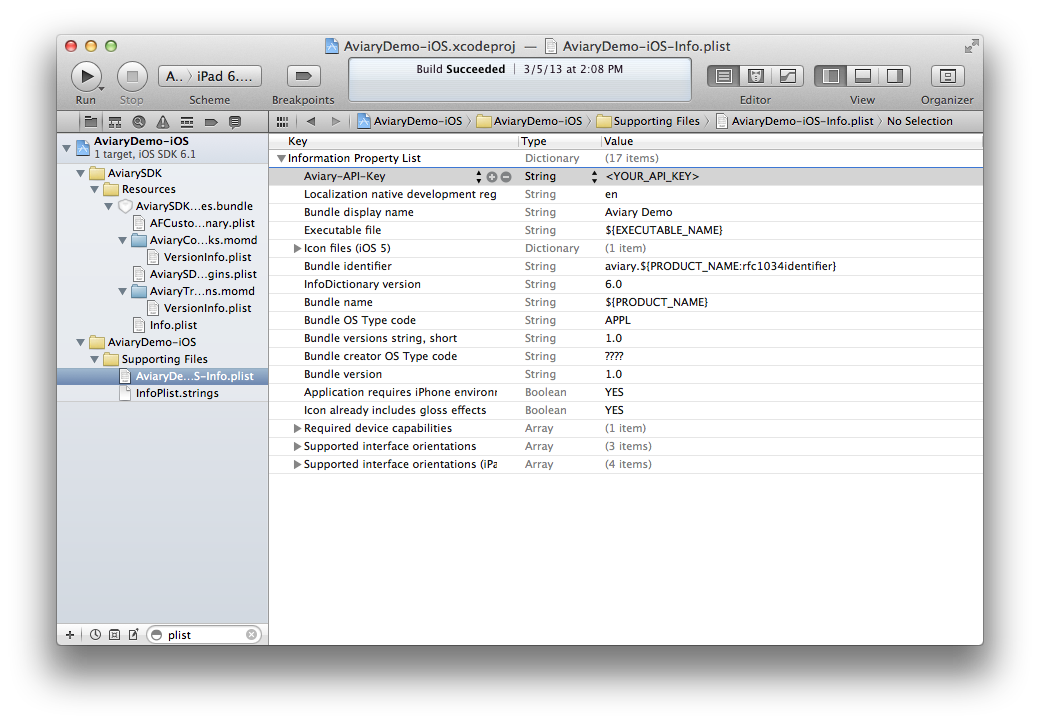 AviaryDemo-iOS.xcodeproj — AviaryDemo-iOS-Info.plist
A.. 〉 iPad 6....
Build Succeeded | 3/5/13 at 2:08 PM
Run Stop Scheme Breakpoints Editor View Organizer
AviaryDemo-iOS 〉 AviaryDemo-iOS 〉 Supporting Files 〉 AviaryDemo-iOS-Info.plist 〉 No Selection
AviaryDemo-iOS
1 target, iOS SDK 6.1
AviarySDK
Resources
AviarySDK...es.bundle
AFCusto...nary.plist
AviaryCo...ks.momd
VersionInfo.plist
AviarySD...gins.plist
AviaryTr...ns.momd
VersionInfo.plist
Info.plist
AviaryDemo-iOS
Supporting Files
AviaryDe...S-Info.plist
InfoPlist.strings
plist
Key Type Value
Information Property List Dictionary (17 items)
Aviary-API-Key String <YOUR_API_KEY>
Localization native development reg String en
Bundle display name String Aviary Demo
Executable file String ${EXECUTABLE_NAME}
Icon files (iOS 5) Dictionary (1 item)
Bundle identifier String aviary.${PRODUCT_NAME:rfc1034identifier}
InfoDictionary version String 6.0
Bundle name String ${PRODUCT_NAME}
Bundle OS Type code String APPL
Bundle versions string, short String 1.0
Bundle creator OS Type code String ????
Bundle version String 1.0
Application requires iPhone environr Boolean YES
Icon already includes gloss effects Boolean YES
Required device capabilities Array (1 item)
Supported interface orientations Array (3 items)
Supported interface orientations (iPa Array (4 items)